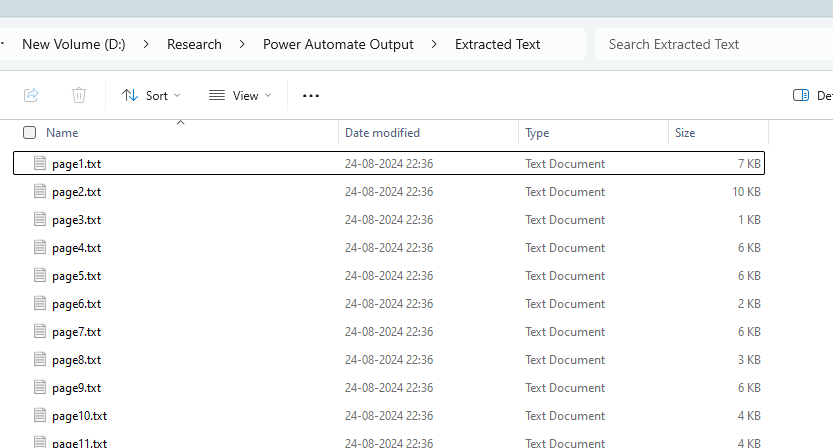 New Volume (D:) > Research > Power Automate Output > Extracted Text
Search Extracted Text
Sort View ...
Name Date modified Type Size
page1.txt 24-08-2024 22:36 Text Document 7 KB
page2.txt 24-08-2024 22:36 Text Document 10 KB
page3.txt 24-08-2024 22:36 Text Document 1 KB
page4.txt 24-08-2024 22:36 Text Document 6 KB
page5.txt 24-08-2024 22:36 Text Document 6 KB
page6.txt 24-08-2024 22:36 Text Document 2 KB
page7.txt 24-08-2024 22:36 Text Document 6 KB
page8.txt 24-08-2024 22:36 Text Document 3 KB
page9.txt 24-08-2024 22:36 Text Document 6 KB
page10.txt 24-08-2024 22:36 Text Document 4 KB
page11.txt 24-08-2024 22:36 Text Document 4 KB